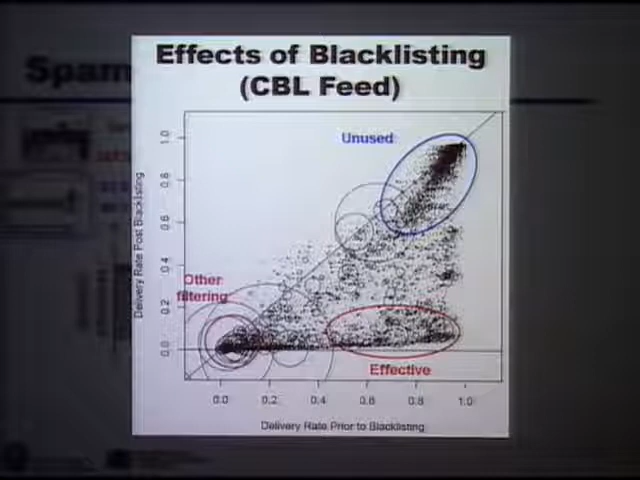 Effects of Blacklisting
(CBL Feed)
Spam
Unused
Other
filtering
Effective
Delivery Rate Post Blacklisting
1.0
0.8
0.6
0.4
0.2
0.0
0.0 0.2 0.4 0.6 0.8 1.0
Delivery Rate Prior to Blacklisting